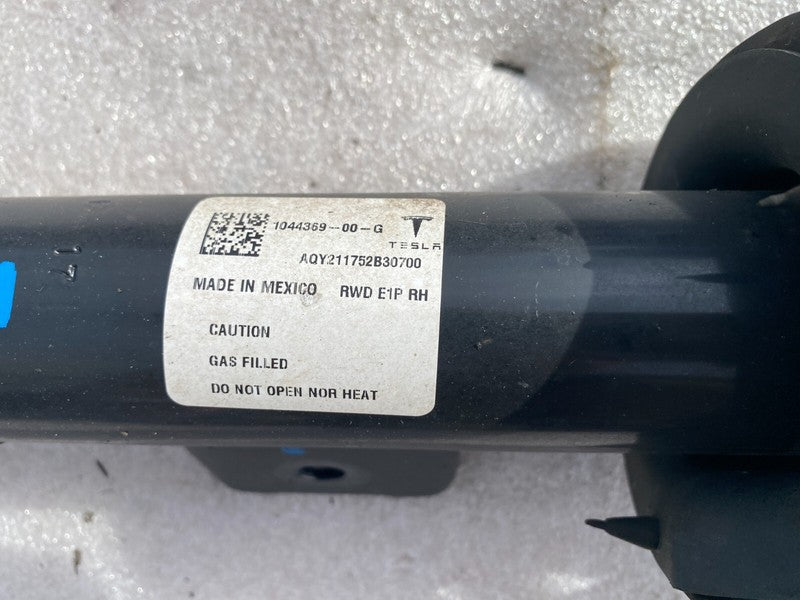 1044369-00-G
TESLA
AQY211752B30700
MADE IN MEXICO RWD E1P RH
CAUTION
GAS FILLED
DO NOT OPEN NOR HEAT